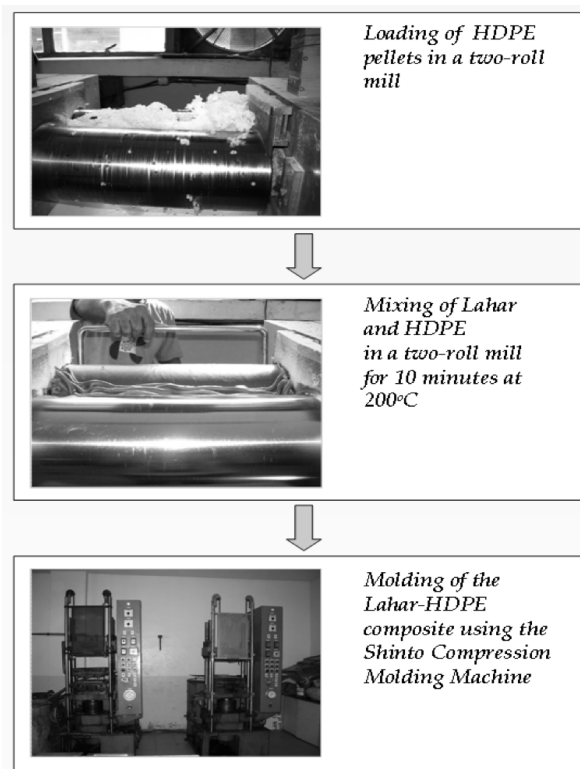 Loading of HDPE
pellets in a two-roll
mill
Mixing of Lahar
and HDPE
in a two-roll mill
for 10 minutes at
200°C
Molding of the
Lahar-HDPE
composite using the
Shinto Compression
Molding Machine